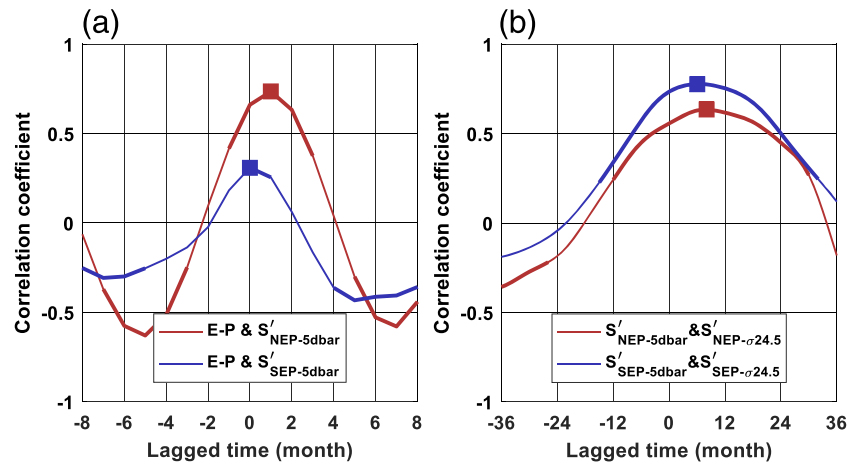 (a)
1
0.5
0
-0.5
-1
Correlation coefficient
-8 -6 -4 -2 0 2 4 6 8
Lagged time (month)
E-P & S′NEP-5dbar
E-P & S′SEP-5dbar
(b)
1
0.5
0
-0.5
-1
Correlation coefficient
-36 -24 -12 0 12 24 36
Lagged time (month)
S′NEP-5dbar&S′NEP-σ24.5
S′SEP-5dbar&S′SEP-σ24.5